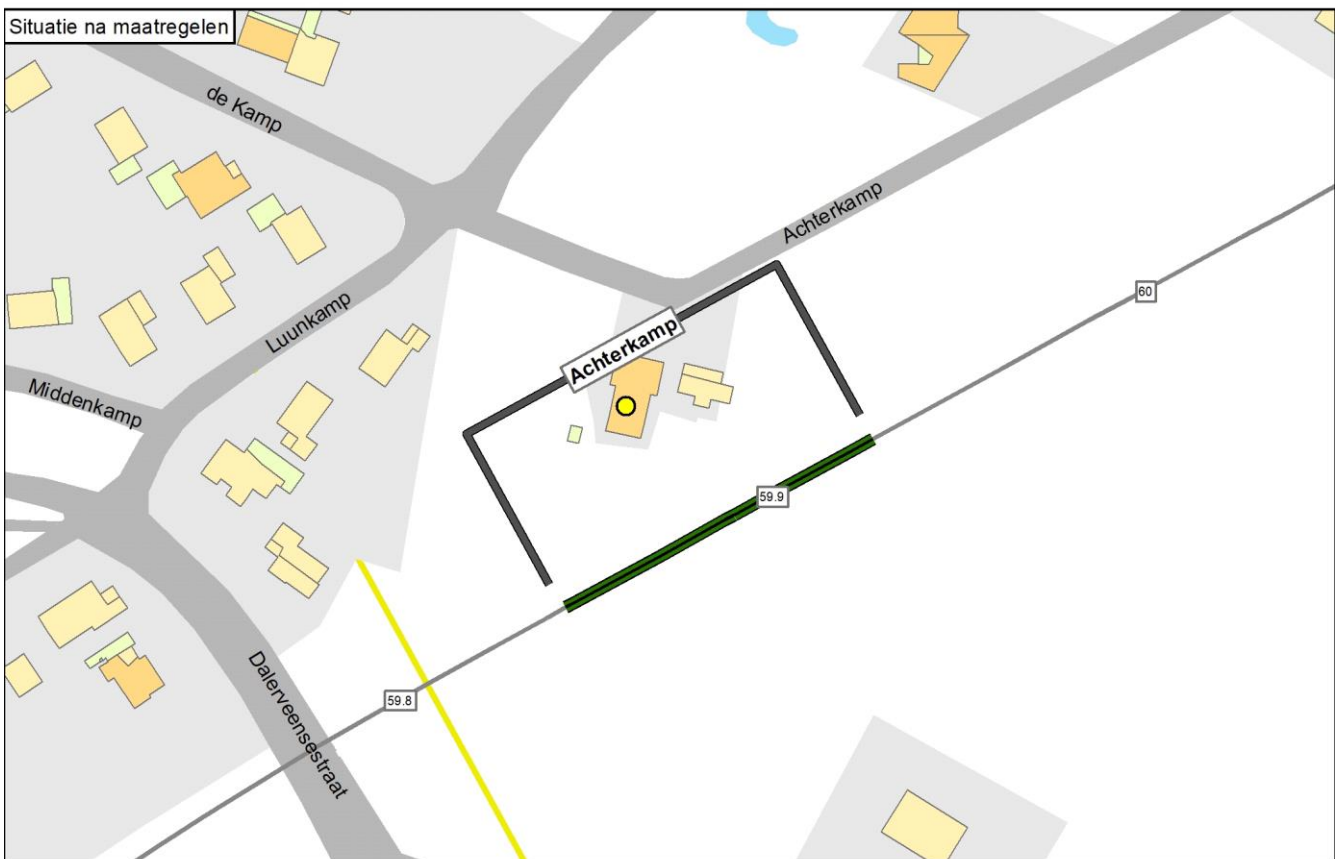 Situatie na maatregelen
de Kamp
Achterkamp
60
Luunkamp
Achterkamp
Middenkamp
59.9
59.8
Dalerveensestraat